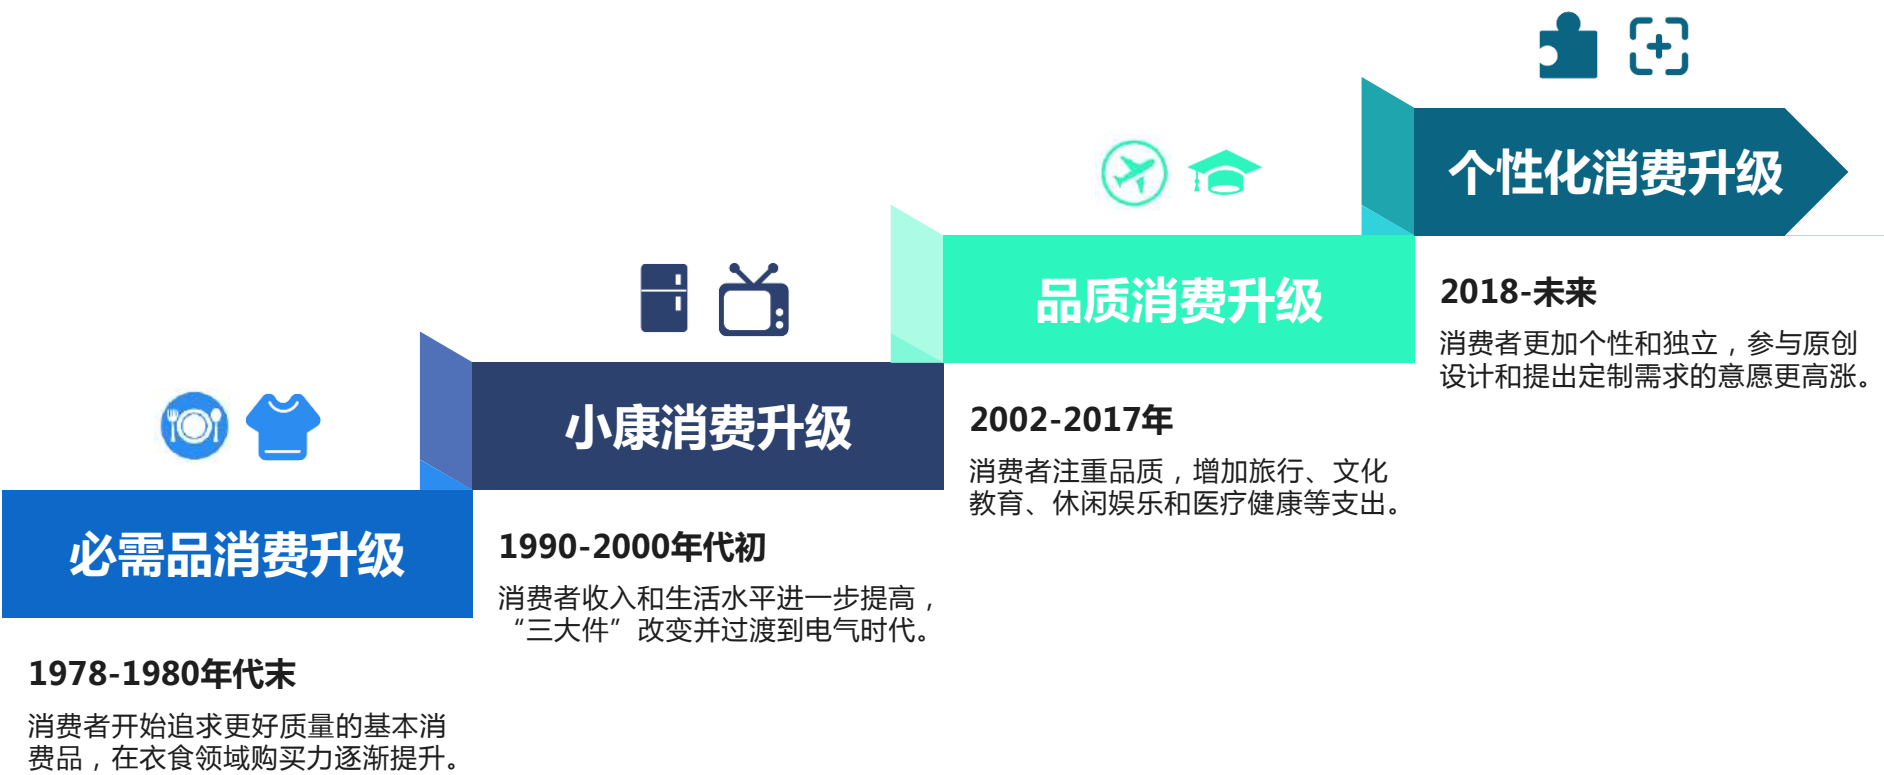 必需品消费升级
1978-1980年代末
消费者开始追求更好质量的基本消
费品，在衣食领域购买力逐渐提升。
小康消费升级
1990-2000年代初
消费者收入和生活水平进一步提高，
“三大件”改变并过渡到电气时代。
品质消费升级
2002-2017年
消费者注重品质，增加旅行、文化
教育、休闲娱乐和医疗健康等支出。
个性化消费升级
2018-未来
消费者更加个性和独立，参与原创
设计和提出定制需求的意愿更高涨。